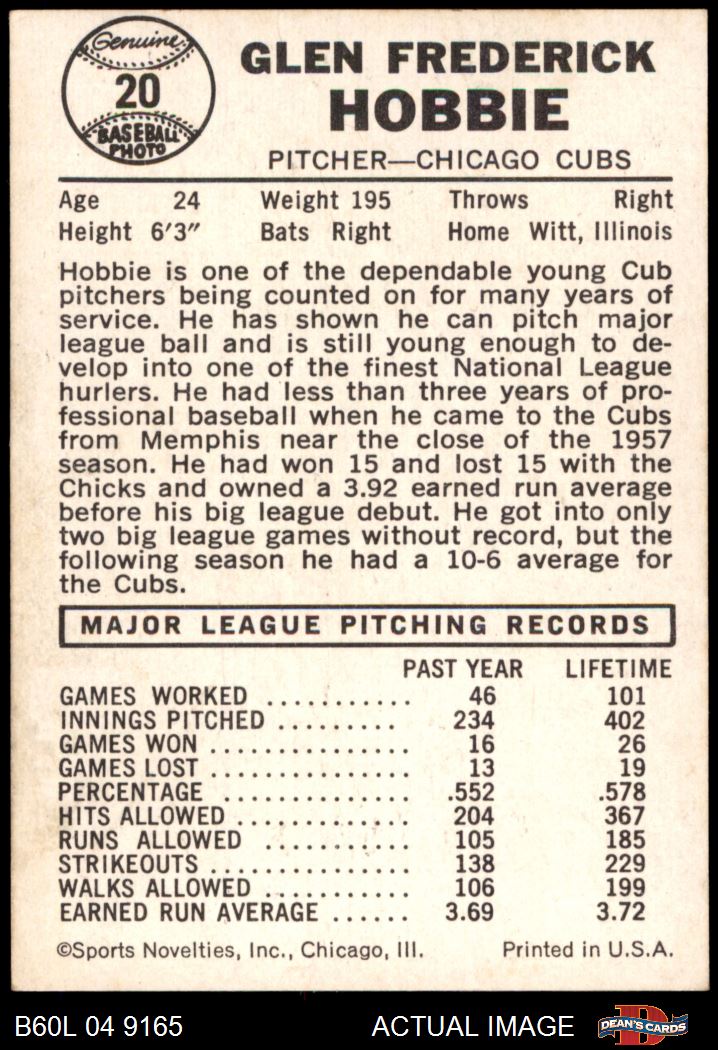 Genuine
20
BASEBALL
PHOTO
GLEN FREDERICK
HOBBIE
PITCHER—CHICAGO CUBS
Age 24 Weight 195 Throws Right
Height 6'3" Bats Right Home Witt, Illinois
Hobbie is one of the dependable young Cub
pitchers being counted on for many years of
service. He has shown he can pitch major
league ball and is still young enough to de-
velop into one of the finest National League
hurlers. He had less than three years of pro-
fessional baseball when he came to the Cubs
from Memphis near the close of the 1957
season. He had won 15 and lost 15 with the
Chicks and owned a 3.92 earned run average
before his big league debut. He got into only
two big league games without record, but the
following season he had a 10-6 average for
the Cubs.
MAJOR LEAGUE PITCHING RECORDS
PAST YEAR LIFETIME
GAMES WORKED ........... 46 101
INNINGS PITCHED ......... 234 402
GAMES WON ............... 16 26
GAMES LOST ............... 13 19
PERCENTAGE .............. .552 .578
HITS ALLOWED ............. 204 367
RUNS ALLOWED ........... 105 185
STRIKEOUTS ............... 138 229
WALKS ALLOWED ........... 106 199
EARNED RUN AVERAGE ...... 3.69 3.72
©Sports Novelties, Inc., Chicago, Ill. Printed in U.S.A.
B60L 04 9165 ACTUAL IMAGE DEAN'S CARDS